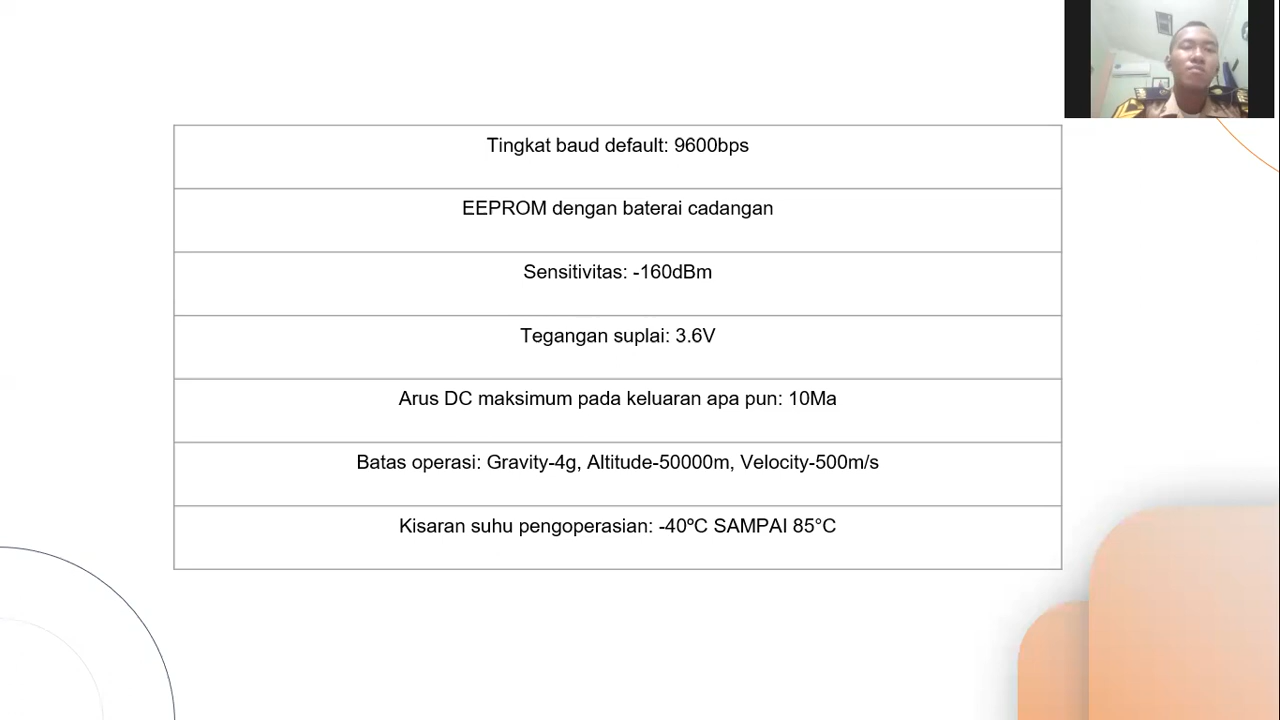 Tingkat baud default: 9600bps
EEPROM dengan baterai cadangan
Sensitivitas: -160dBm
Tegangan suplai: 3.6V
Arus DC maksimum pada keluaran apa pun: 10Ma
Batas operasi: Gravity-4g, Altitude-50000m, Velocity-500m/s
Kisaran suhu pengoperasian: -40ºC SAMPAI 85°C